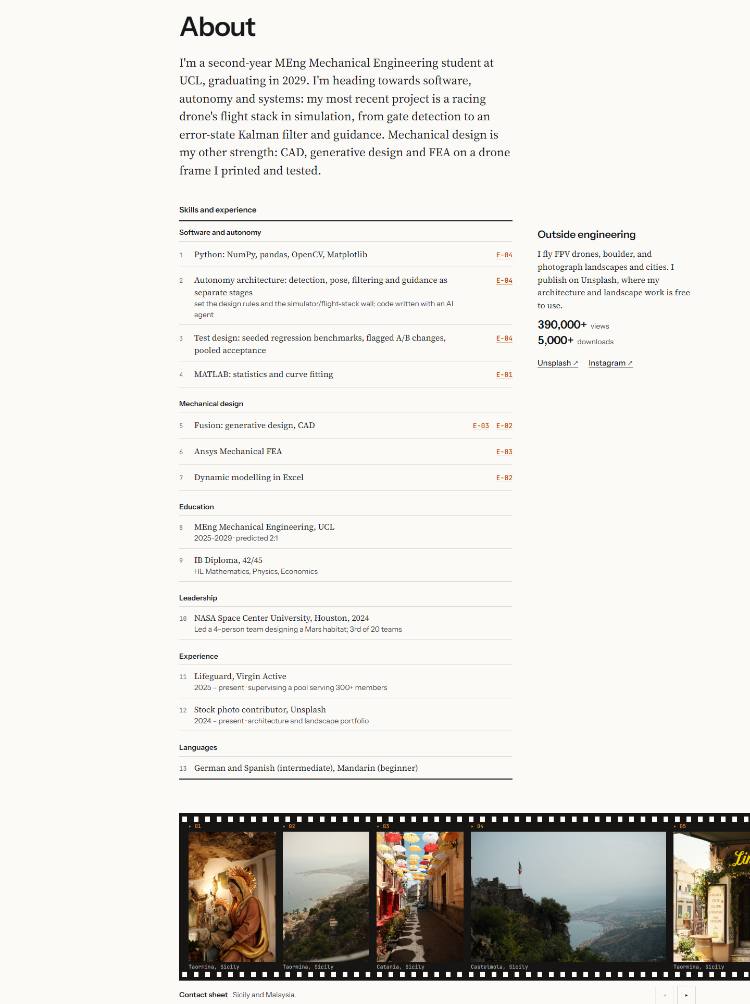 About
I'm a second-year MEng Mechanical Engineering student at
UCL, graduating in 2029. I'm heading towards software,
autonomy and systems: my most recent project is a racing
drone's flight stack in simulation, from gate detection to an
error-state Kalman filter and guidance. Mechanical design is
my other strength: CAD, generative design and FEA on a drone
frame I printed and tested.
Skills and experience
Software and autonomy
1 Python: NumPy, pandas, OpenCV, Matplotlib E-04
2 Autonomy architecture: detection, pose, filtering and guidance as E-04
separate stages
set the design rules and the simulator/flight-stack wall; code written with an AI
agent
3 Test design: seeded regression benchmarks, flagged A/B changes, E-04
pooled acceptance
4 MATLAB: statistics and curve fitting E-01
Mechanical design
5 Fusion: generative design, CAD E-03 E-02
6 Ansys Mechanical FEA E-03
7 Dynamic modelling in Excel E-02
Education
8 MEng Mechanical Engineering, UCL
2025–2029 · predicted 2:1
9 IB Diploma, 42/45
HL Mathematics, Physics, Economics
Leadership
10 NASA Space Center University, Houston, 2024
Led a 4-person team designing a Mars habitat; 3rd of 20 teams
Experience
11 Lifeguard, Virgin Active
2025 – present · supervising a pool serving 300+ members
12 Stock photo contributor, Unsplash
2024 – present · architecture and landscape portfolio
Languages
13 German and Spanish (intermediate), Mandarin (beginner)
Outside engineering
I fly FPV drones, boulder, and
photograph landscapes and cities. I
publish on Unsplash, where my
architecture and landscape work is free
to use.
390,000+ views
5,000+ downloads
Unsplash ↗ Instagram ↗
▸ 01 ▸ 02 ▸ 03 ▸ 04 ▸ 05
Taormina, Sicily Taormina, Sicily Catania, Sicily Castelmola, Sicily Taormina, Sicily
Contact sheet Sicily and Malaysia.